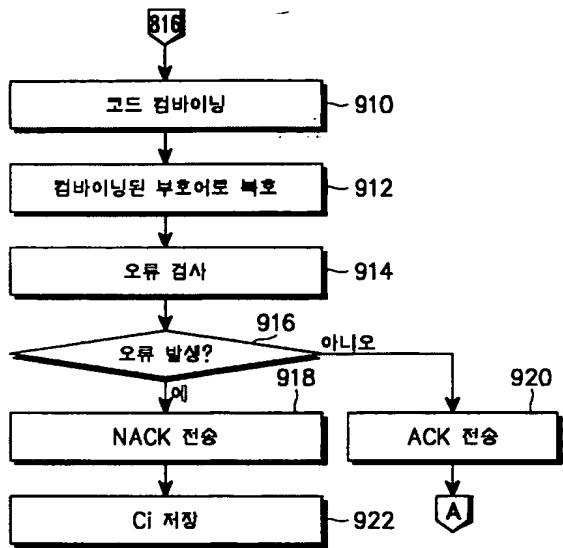 816
코드 컴바이닝
910
컴바이닝된 부호어로 복호
912
오류 검사
914
916
오류 발생?
아니오
예
918
920
NACK 전송
ACK 전송
Ci 저장
922
A